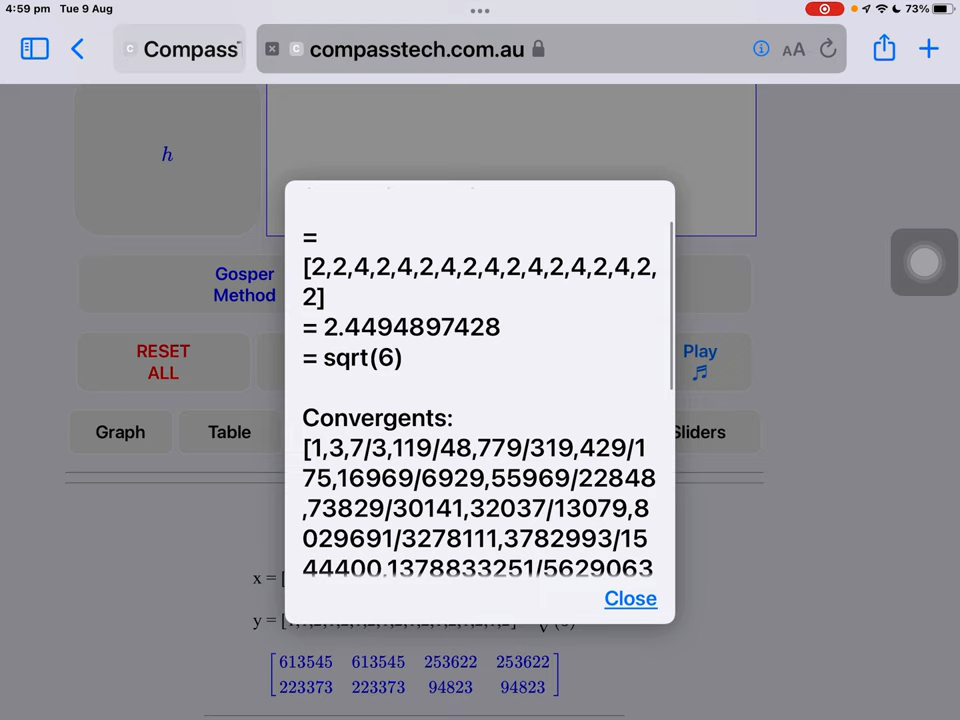 4:59 pm Tue 9 Aug
73%
Compass
compasstech.com.au
AA
h
=
[2,2,4,2,4,2,4,2,4,2,4,2,4,2,4,2,
2]
= 2.4494897428
= sqrt(6)
Convergents:
[1,3,7/3,119/48,779/319,429/1
75,16969/6929,55969/22848
,73829/30141,32037/13079,8
029691/3278111,3782993/15
44400,1378833251/5629063
Close
Gosper
Method
RESET
ALL
Play
Graph
Table
Sliders
x = [
y = [
613545 613545 253622 253622
223373 223373 94823 94823